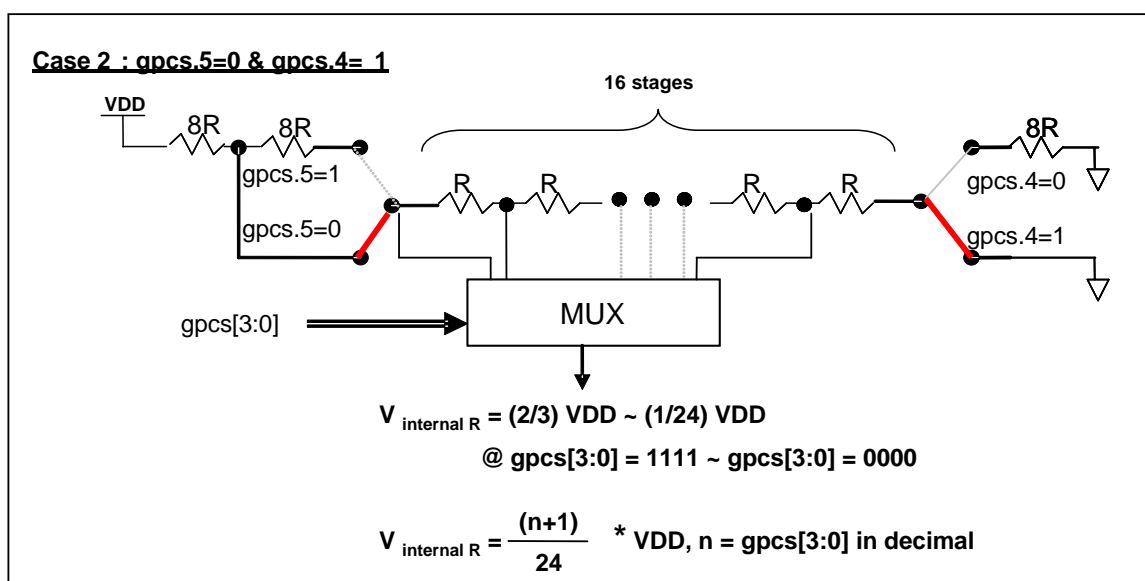 Case 2 : gpcs.5=0 & gpcs.4= 1
16 stages
VDD
8R
8R
8R
gpcs.5=1
gpcs.4=0
R
R
R
R
gpcs.5=0
gpcs.4=1
MUX
gpcs[3:0]
V internal R = (2/3) VDD ~ (1/24) VDD
@ gpcs[3:0] = 1111 ~ gpcs[3:0] = 0000
(n+1)
V internal R = * VDD, n = gpcs[3:0] in decimal
24